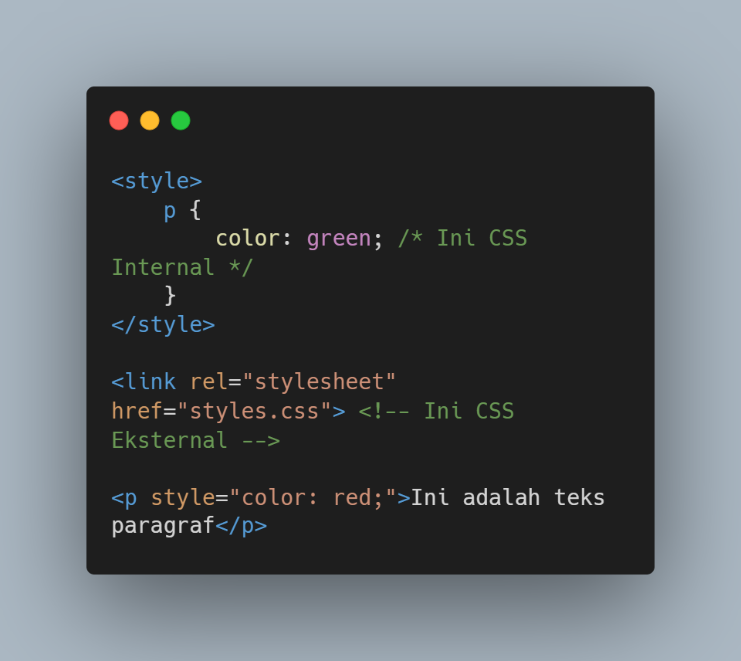 <style>
    p {
        color: green; /* Ini CSS
Internal */
    }
</style>

<link rel="stylesheet"
href="styles.css"> <!-- Ini CSS
Eksternal -->

<p style="color: red;">Ini adalah teks
paragraf</p>